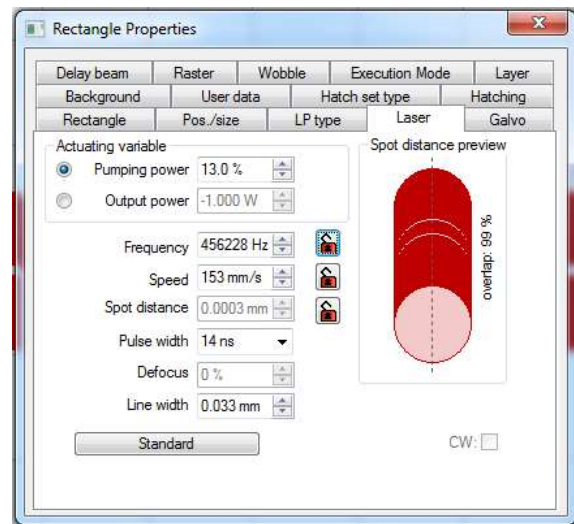 Rectangle Properties
Delay beam Raster Wobble Execution Mode Layer
Background User data Hatch set type Hatching
Rectangle Pos./size LP type Laser Galvo
Actuating variable
Spot distance preview
Pumping power 13.0 %
Output power -1.000 W
Frequency 456228 Hz
Speed 153 mm/s
Spot distance 0.0003 mm
Pulse width 14 ns
Defocus 0 %
Line width 0.033 mm
overlap: 99 %
Standard
CW: